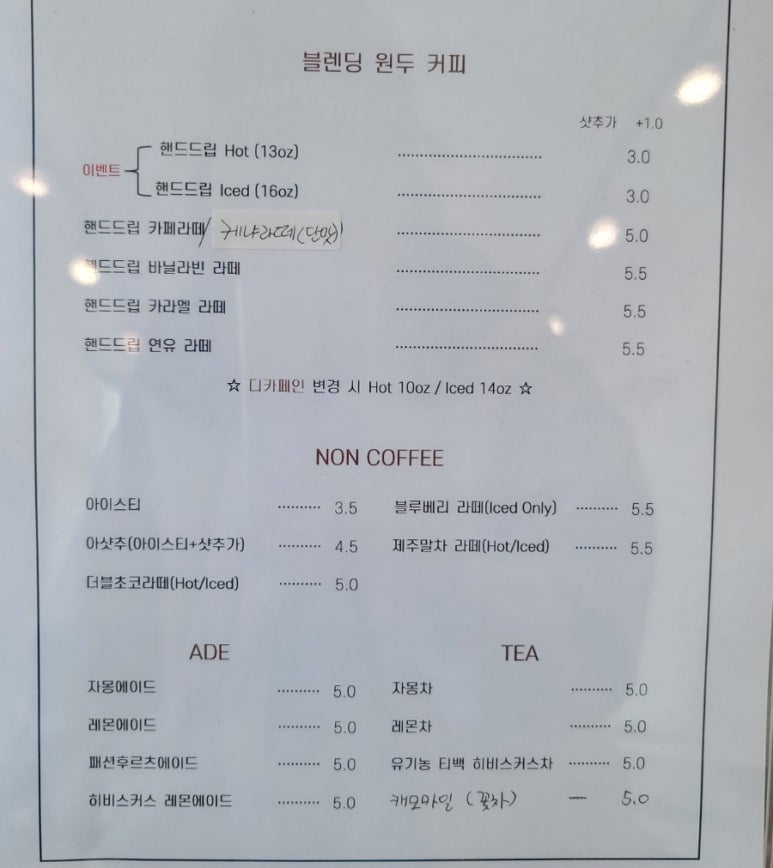 블렌딩 원두 커피
샷추가 +1.0
이벤트
핸드드립 Hot (13oz) .................... 3.0
핸드드립 Iced (16oz) .................... 3.0
핸드드립 카페라떼/ 케냐라떼(단맛) .................... 5.0
핸드드립 바닐라빈 라떼 .................... 5.5
핸드드립 카라멜 라떼 .................... 5.5
핸드드립 연유 라떼 .................... 5.5
☆ 디카페인 변경 시 Hot 10oz / Iced 14oz ☆
NON COFFEE
아이스티 .......... 3.5
아샷추(아이스티+샷추가) .......... 4.5
더블초코라떼(Hot/Iced) .......... 5.0
블루베리 라떼(Iced Only) .......... 5.5
제주말차 라떼(Hot/Iced) .......... 5.5
ADE
자몽에이드 .......... 5.0
레몬에이드 .......... 5.0
패션후르츠에이드 .......... 5.0
히비스커스 레몬에이드 .......... 5.0
TEA
자몽차 .......... 5.0
레몬차 .......... 5.0
유기농 티백 히비스커스차 .......... 5.0
캐모마일 (꽃차) — 5.0